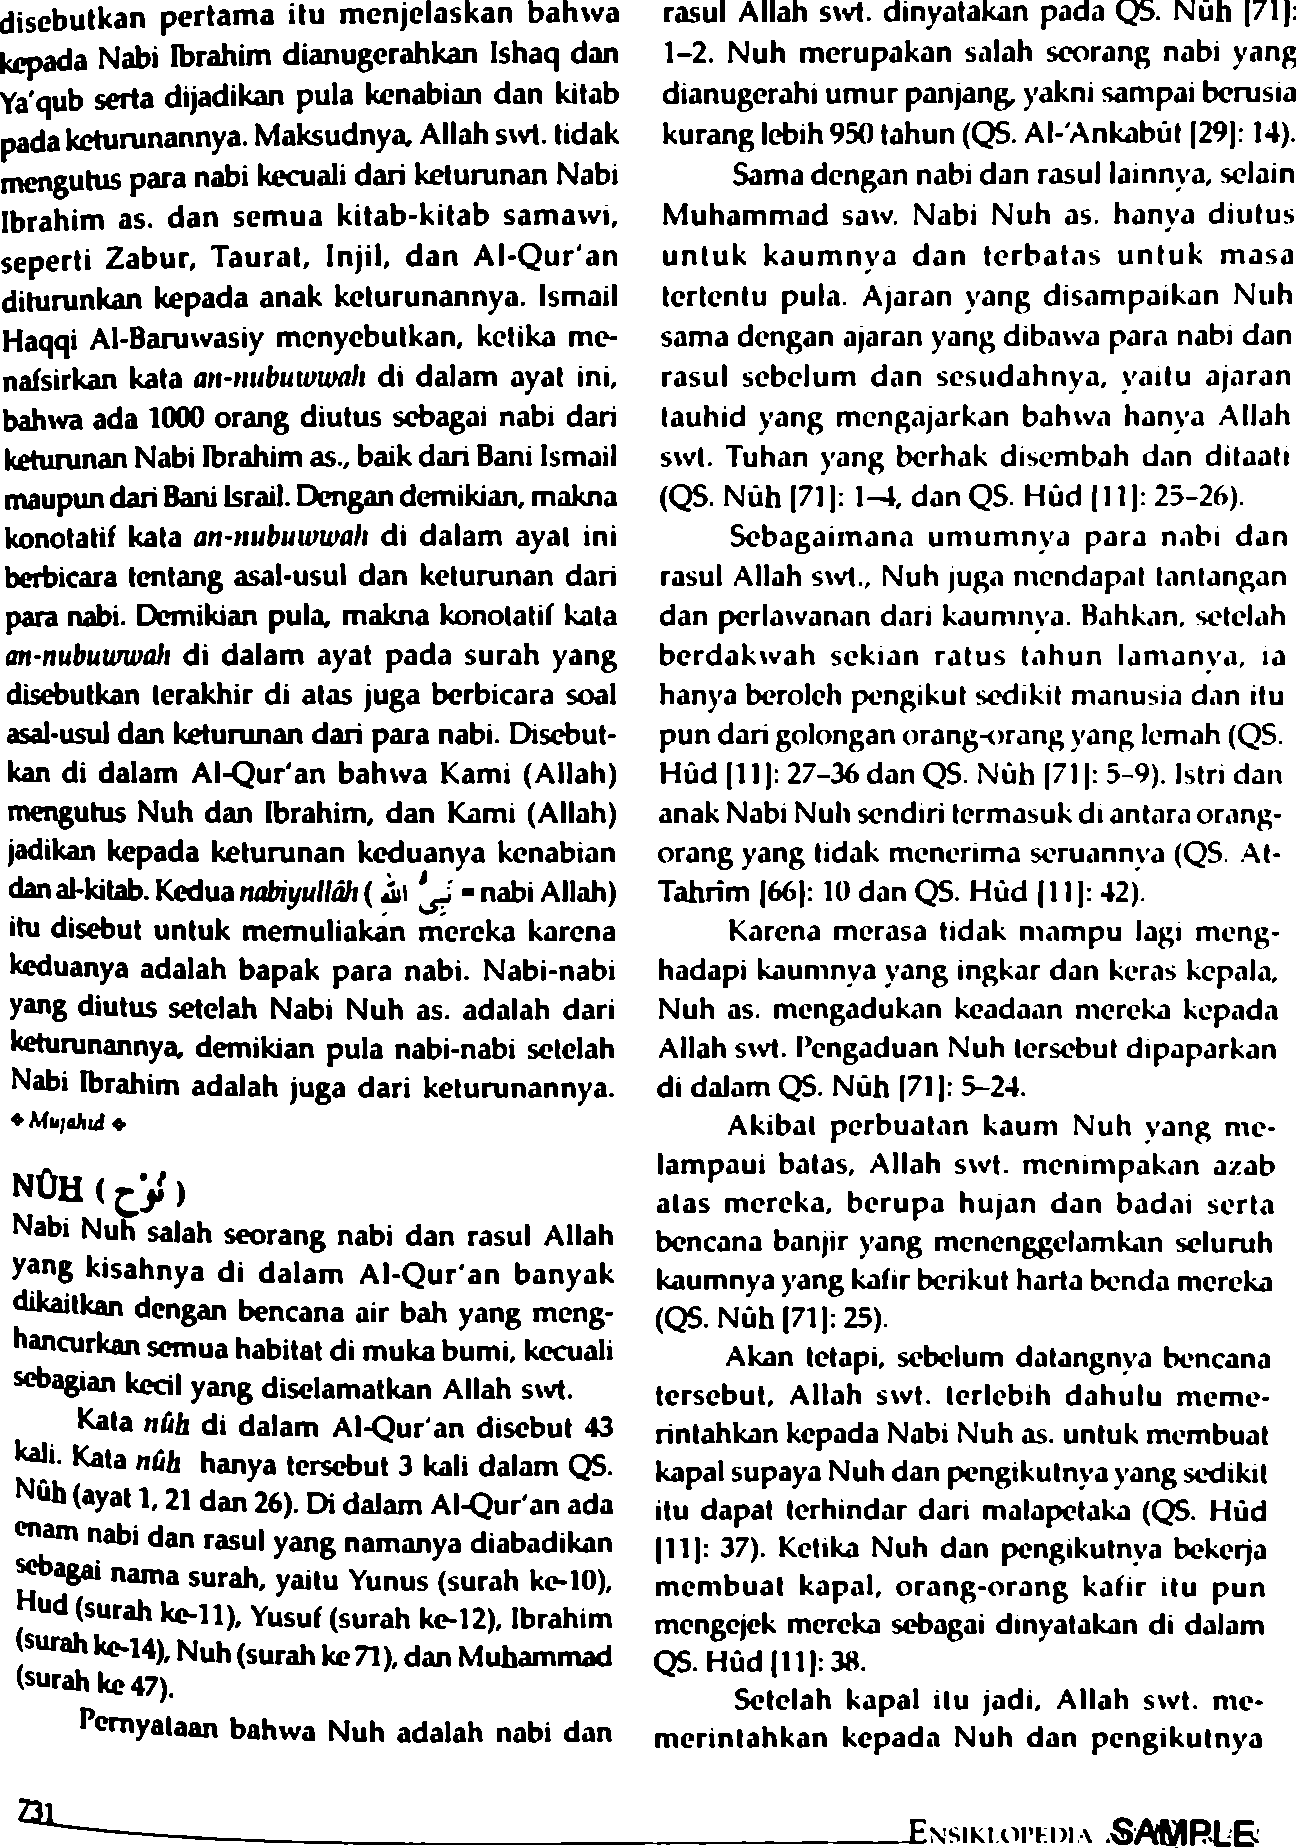 disebutkan pertama itu menjelaskan bahwa
kepada Nabi Ibrahim dianugerahkan Ishaq dan
Ya'qub serta dijadikan pula kenabian dan kitab
pada keturunannya. Maksudnya, Allah swt. tidak
mengutus para nabi kecuali dari keturunan Nabi
Ibrahim as. dan semua kitab-kitab samawi,
seperti Zabur, Taurat, Injil, dan Al-Qur'an
diturunkan kepada anak keturunannya. Ismail
Haqqi Al-Baruwasiy menyebutkan, ketika me-
nafsirkan kata an-nubuwwah di dalam ayat ini,
bahwa ada 1000 orang diutus sebagai nabi dari
keturunan Nabi Ibrahim as., baik dari Bani Ismail
maupun dari Bani Israil. Dengan demikian, makna
konotatif kata an-nubuwwah di dalam ayat ini
berbicara tentang asal-usul dan keturunan dari
para nabi. Demikian pula, makna konotatif kata
an-nubuwwah di dalam ayat pada surah yang
disebutkan terakhir di atas juga berbicara soal
asal-usul dan keturunan dari para nabi. Disebut-
kan di dalam Al-Qur'an bahwa Kami (Allah)
mengutus Nuh dan Ibrahim, dan Kami (Allah)
jadikan kepada keturunan keduanya kenabian
dan al-kitab. Kedua nabiyullâh ( نَبِيُّ اللهِ = nabi Allah)
itu disebut untuk memuliakan mereka karena
keduanya adalah bapak para nabi. Nabi-nabi
yang diutus setelah Nabi Nuh as. adalah dari
keturunannya, demikian pula nabi-nabi setelah
Nabi Ibrahim adalah juga dari keturunannya.
✦ Mujahid ✦
NÛH ( نُوْح )
Nabi Nuh salah seorang nabi dan rasul Allah
yang kisahnya di dalam Al-Qur'an banyak
dikaitkan dengan bencana air bah yang meng-
hancurkan semua habitat di muka bumi, kecuali
sebagian kecil yang diselamatkan Allah swt.
Kata nûh di dalam Al-Qur'an disebut 43
kali. Kata nûh hanya tersebut 3 kali dalam QS.
Nûh (ayat 1, 21 dan 26). Di dalam Al-Qur'an ada
enam nabi dan rasul yang namanya diabadikan
sebagai nama surah, yaitu Yunus (surah ke-10),
Hud (surah ke-11), Yusuf (surah ke-12), Ibrahim
(surah ke-14), Nuh (surah ke 71), dan Muhammad
(surah ke 47).
Pernyataan bahwa Nuh adalah nabi dan
rasul Allah swt. dinyatakan pada QS. Nûh [71]:
1–2. Nuh merupakan salah seorang nabi yang
dianugerahi umur panjang, yakni sampai berusia
kurang lebih 950 tahun (QS. Al-'Ankabût [29]: 14).
Sama dengan nabi dan rasul lainnya, selain
Muhammad saw. Nabi Nuh as. hanya diutus
untuk kaumnya dan terbatas untuk masa
tertentu pula. Ajaran yang disampaikan Nuh
sama dengan ajaran yang dibawa para nabi dan
rasul sebelum dan sesudahnya, yaitu ajaran
tauhid yang mengajarkan bahwa hanya Allah
swt. Tuhan yang berhak disembah dan ditaati
(QS. Nûh [71]: 1–4, dan QS. Hûd [11]: 25–26).
Sebagaimana umumnya para nabi dan
rasul Allah swt., Nuh juga mendapat tantangan
dan perlawanan dari kaumnya. Bahkan, setelah
berdakwah sekian ratus tahun lamanya, ia
hanya beroleh pengikut sedikit manusia dan itu
pun dari golongan orang-orang yang lemah (QS.
Hûd [11]: 27–36 dan QS. Nûh [71]: 5–9). Istri dan
anak Nabi Nuh sendiri termasuk di antara orang-
orang yang tidak menerima seruannya (QS. At-
Tahrîm [66]: 10 dan QS. Hûd [11]: 42).
Karena merasa tidak mampu lagi meng-
hadapi kaumnya yang ingkar dan keras kepala,
Nuh as. mengadukan keadaan mereka kepada
Allah swt. Pengaduan Nuh tersebut dipaparkan
di dalam QS. Nûh [71]: 5–24.
Akibat perbuatan kaum Nuh yang me-
lampaui batas, Allah swt. menimpakan azab
atas mereka, berupa hujan dan badai serta
bencana banjir yang menenggelamkan seluruh
kaumnya yang kafir berikut harta benda mereka
(QS. Nûh [71]: 25).
Akan tetapi, sebelum datangnya bencana
tersebut, Allah swt. terlebih dahulu meme-
rintahkan kepada Nabi Nuh as. untuk membuat
kapal supaya Nuh dan pengikutnya yang sedikit
itu dapat terhindar dari malapetaka (QS. Hûd
[11]: 37). Ketika Nuh dan pengikutnya bekerja
membuat kapal, orang-orang kafir itu pun
mengejek mereka sebagai dinyatakan di dalam
QS. Hûd [11]: 38.
Setelah kapal itu jadi, Allah swt. me-
merintahkan kepada Nuh dan pengikutnya
731
ENSIKLOPEDIA SAMPLE